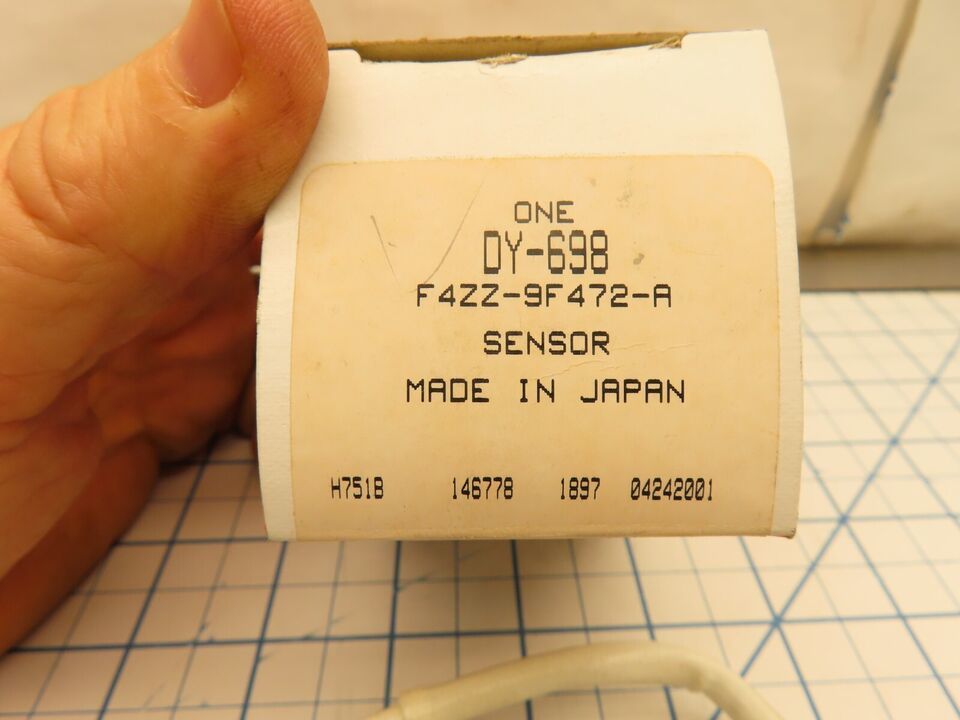 ONE
DY-698
F4ZZ-9F472-A
SENSOR
MADE IN JAPAN
H751B 146778 1897 04242001